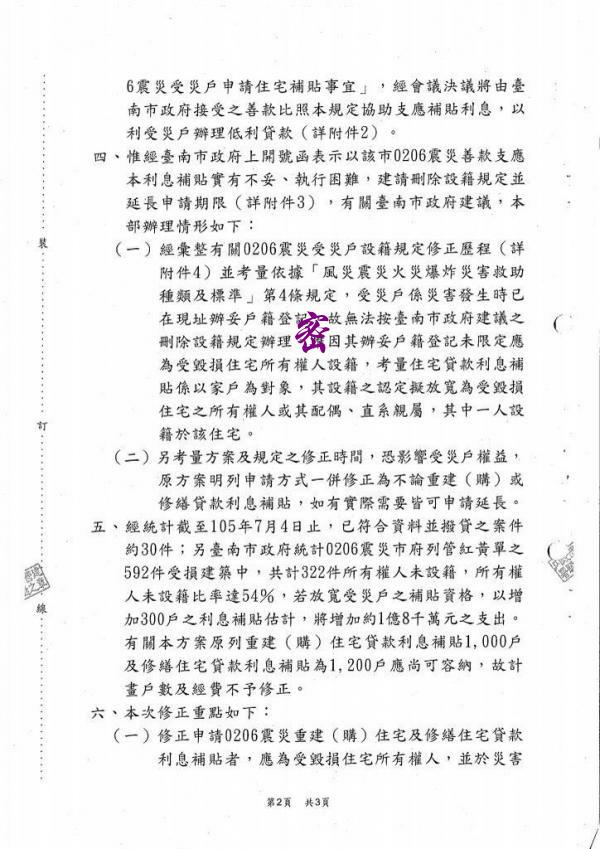 6震災受災戶申請住宅補貼事宜」，經會議決議將由臺
南市政府接受之善款比照本規定協助支應補貼利息，以
利受災戶辦理低利貸款（詳附件2）。
四、惟經臺南市政府上開號函表示以該市0206震災善款支應
本利息補貼實有不妥、執行困難，建請刪除設籍規定並
延長申請期限（詳附件3），有關臺南市政府建議，本
部辦理情形如下：
（一）經彙整有關0206震災受災戶設籍規定修正歷程（詳
附件4）並考量依據「風災震災火災爆炸災害救助
種類及標準」第4條規定，受災戶係災害發生時已
在現址辦妥戶籍登記 故無法按臺南市政府建議之
密
刪除設籍規定辦理 因其辦妥戶籍登記未限定應
為受毀損住宅所有權人設籍，考量住宅貸款利息補
貼係以家戶為對象，其設籍之認定擬放寬為受毀損
住宅之所有權人或其配偶、直系親屬，其中一人設
籍於該住宅。
（二）另考量方案及規定之修正時間，恐影響受災戶權益，
原方案明列申請方式一併修正為不論重建（購）或
修繕貸款利息補貼，如有實際需要皆可申請延長。
五、經統計截至105年7月4日止，已符合資料並撥貸之案件
約30件；另臺南市政府統計0206震災市府列管紅黃單之
592件受損建築中，共計322件所有權人未設籍，所有權
人未設籍比率達54%，若放寬受災戶之補貼資格，以增
加300戶之利息補貼估計，將增加約1億8千萬元之支出。
有關本方案原列重建（購）住宅貸款利息補貼1,000戶
及修繕住宅貸款利息補貼為1,200戶應尚可容納，故計
畫戶數及經費不予修正。
六、本次修正重點如下：
（一）修正申請0206震災重建（購）住宅及修繕住宅貸款
利息補貼者，應為受毀損住宅所有權人，並於災害
裝
訂
線
第2頁 共3頁